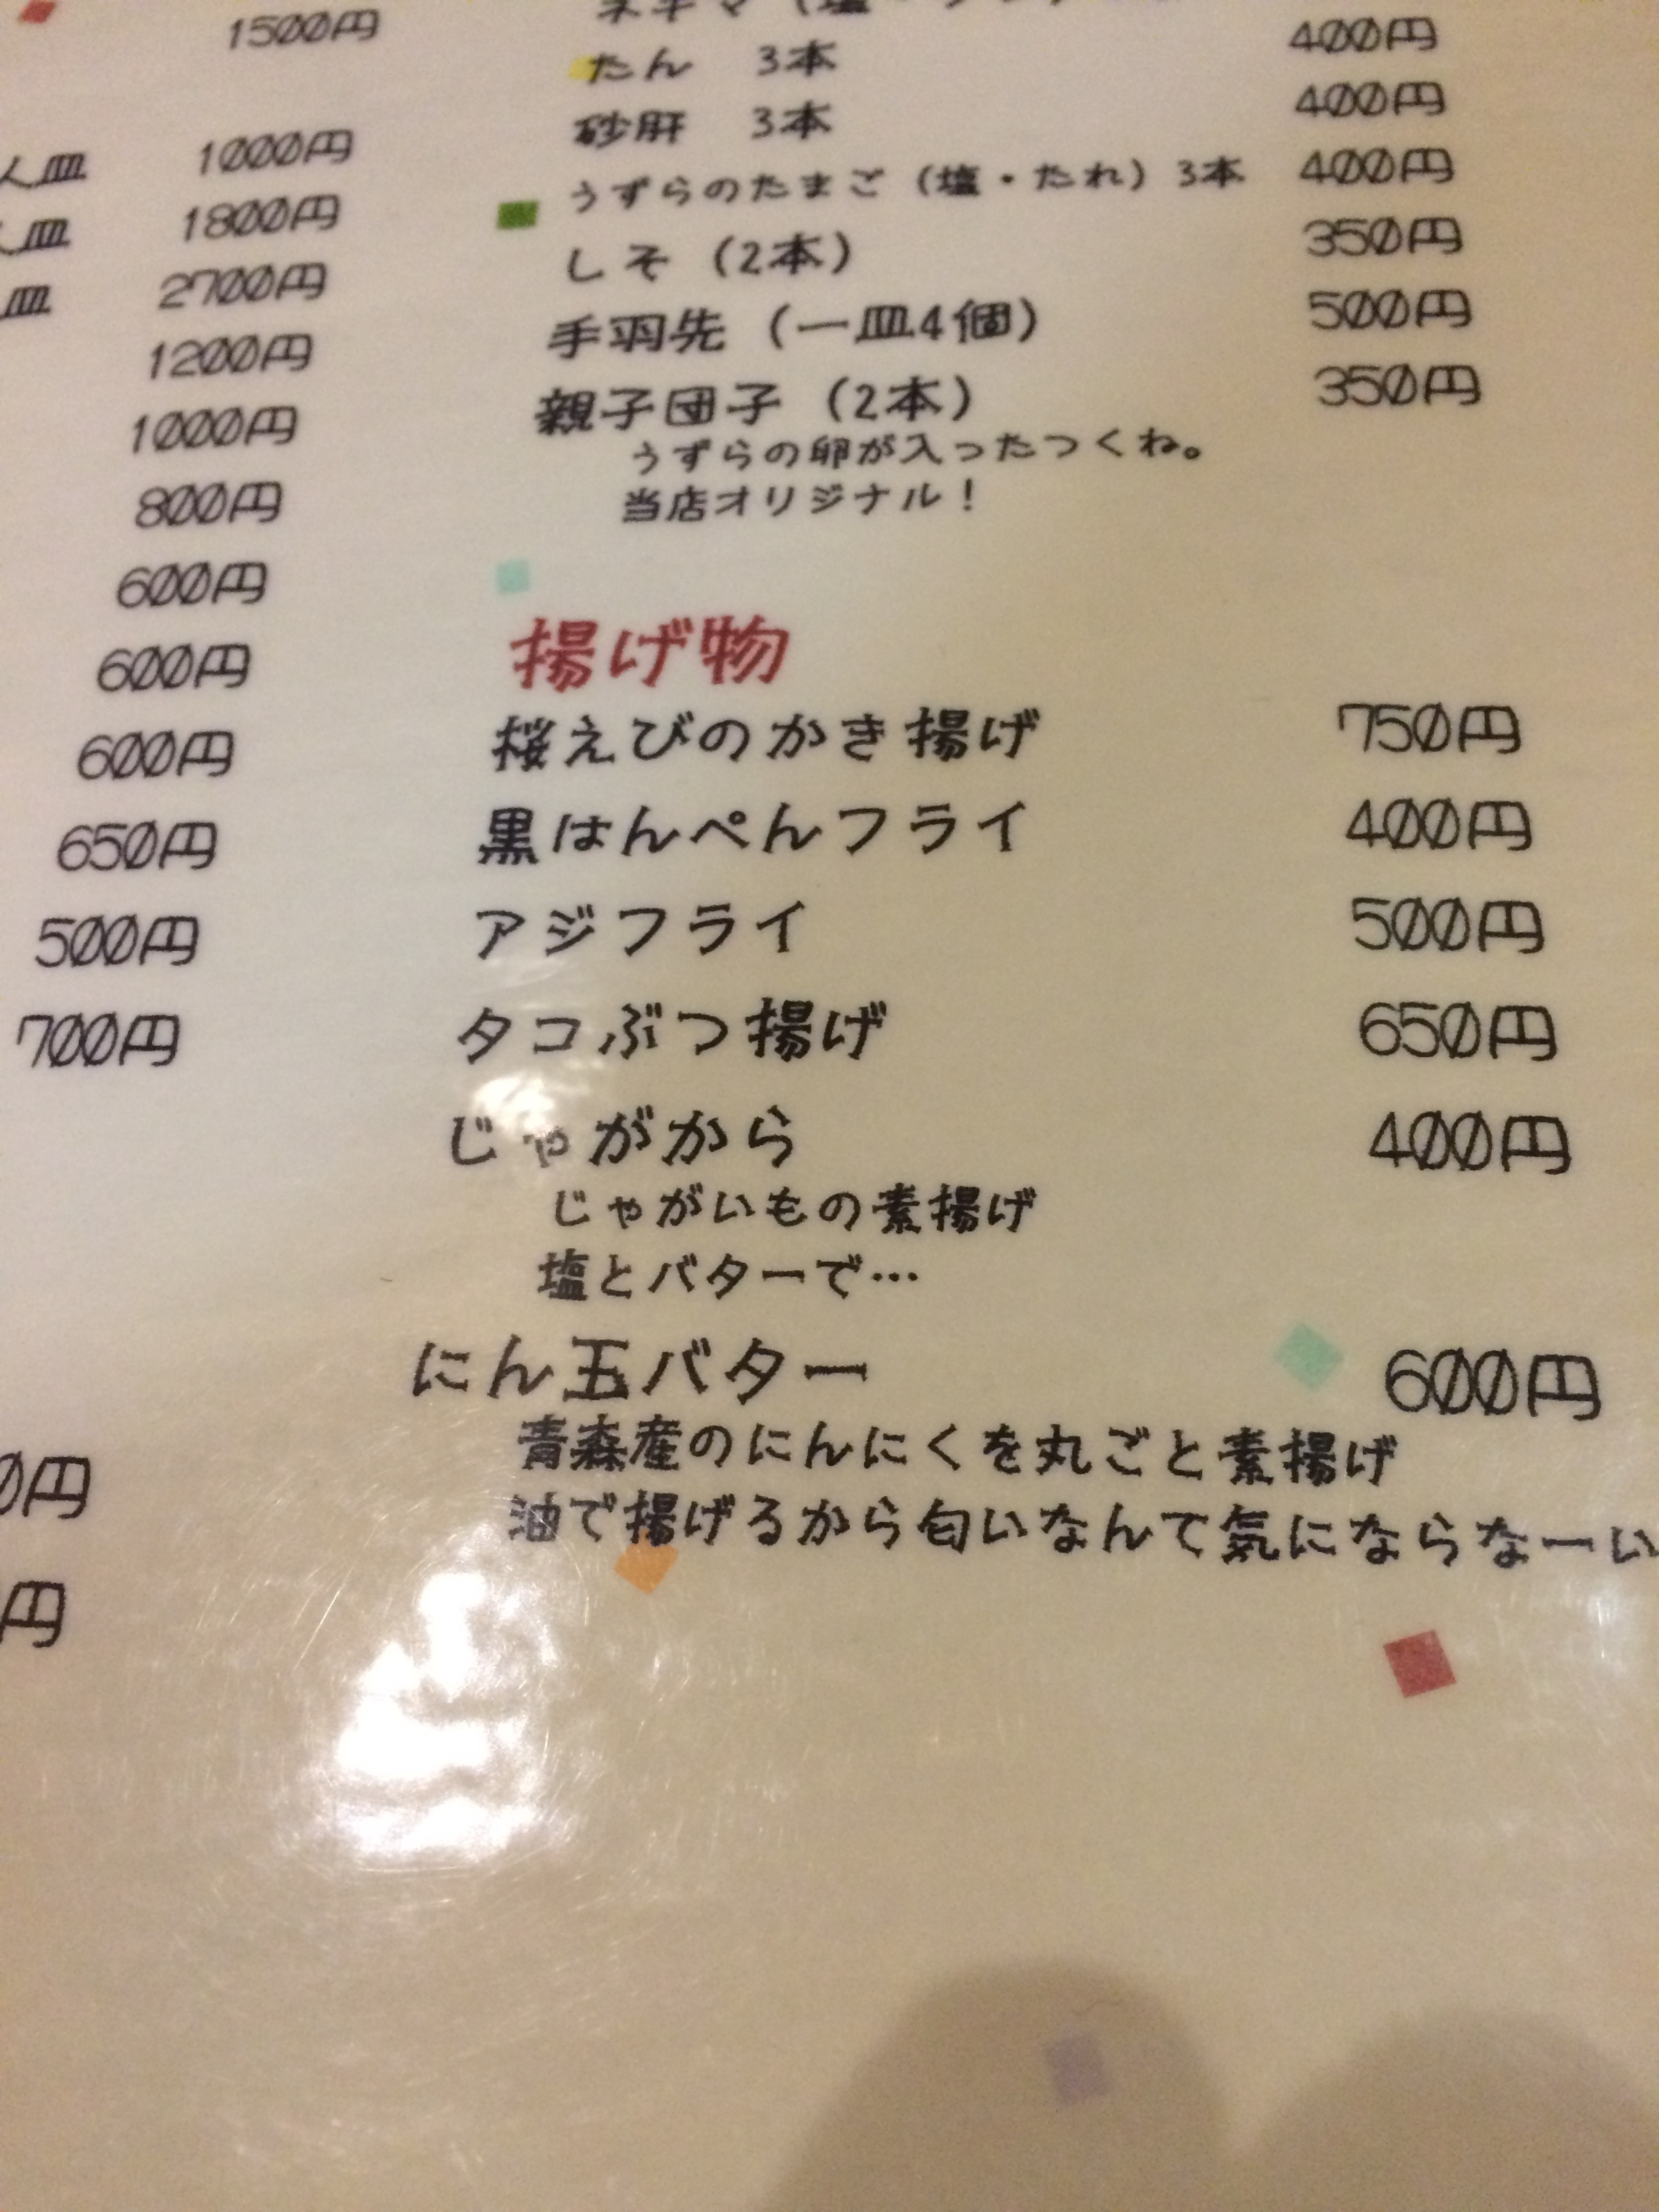 1500円
人皿 1000円
皿 1800円
皿 2700円
1200円
1000円
800円
600円
600円
600円
650円
500円
700円
0円
円
400円
たん 3本 400円
砂肝 3本 400円
うずらのたまご（塩・たれ）3本
しそ（2本） 350円
手羽先（一皿4個） 500円
親子団子（2本） 350円
うずらの卵が入ったつくね。
当店オリジナル！
揚げ物
桜えびのかき揚げ 750円
黒はんぺんフライ 400円
アジフライ 500円
タコぶつ揚げ 650円
じゃがから 400円
じゃがいもの素揚げ
塩とバターで…
にん玉バター 600円
青森産のにんにくを丸ごと素揚げ
油で揚げるから匂いなんて気にならなーい